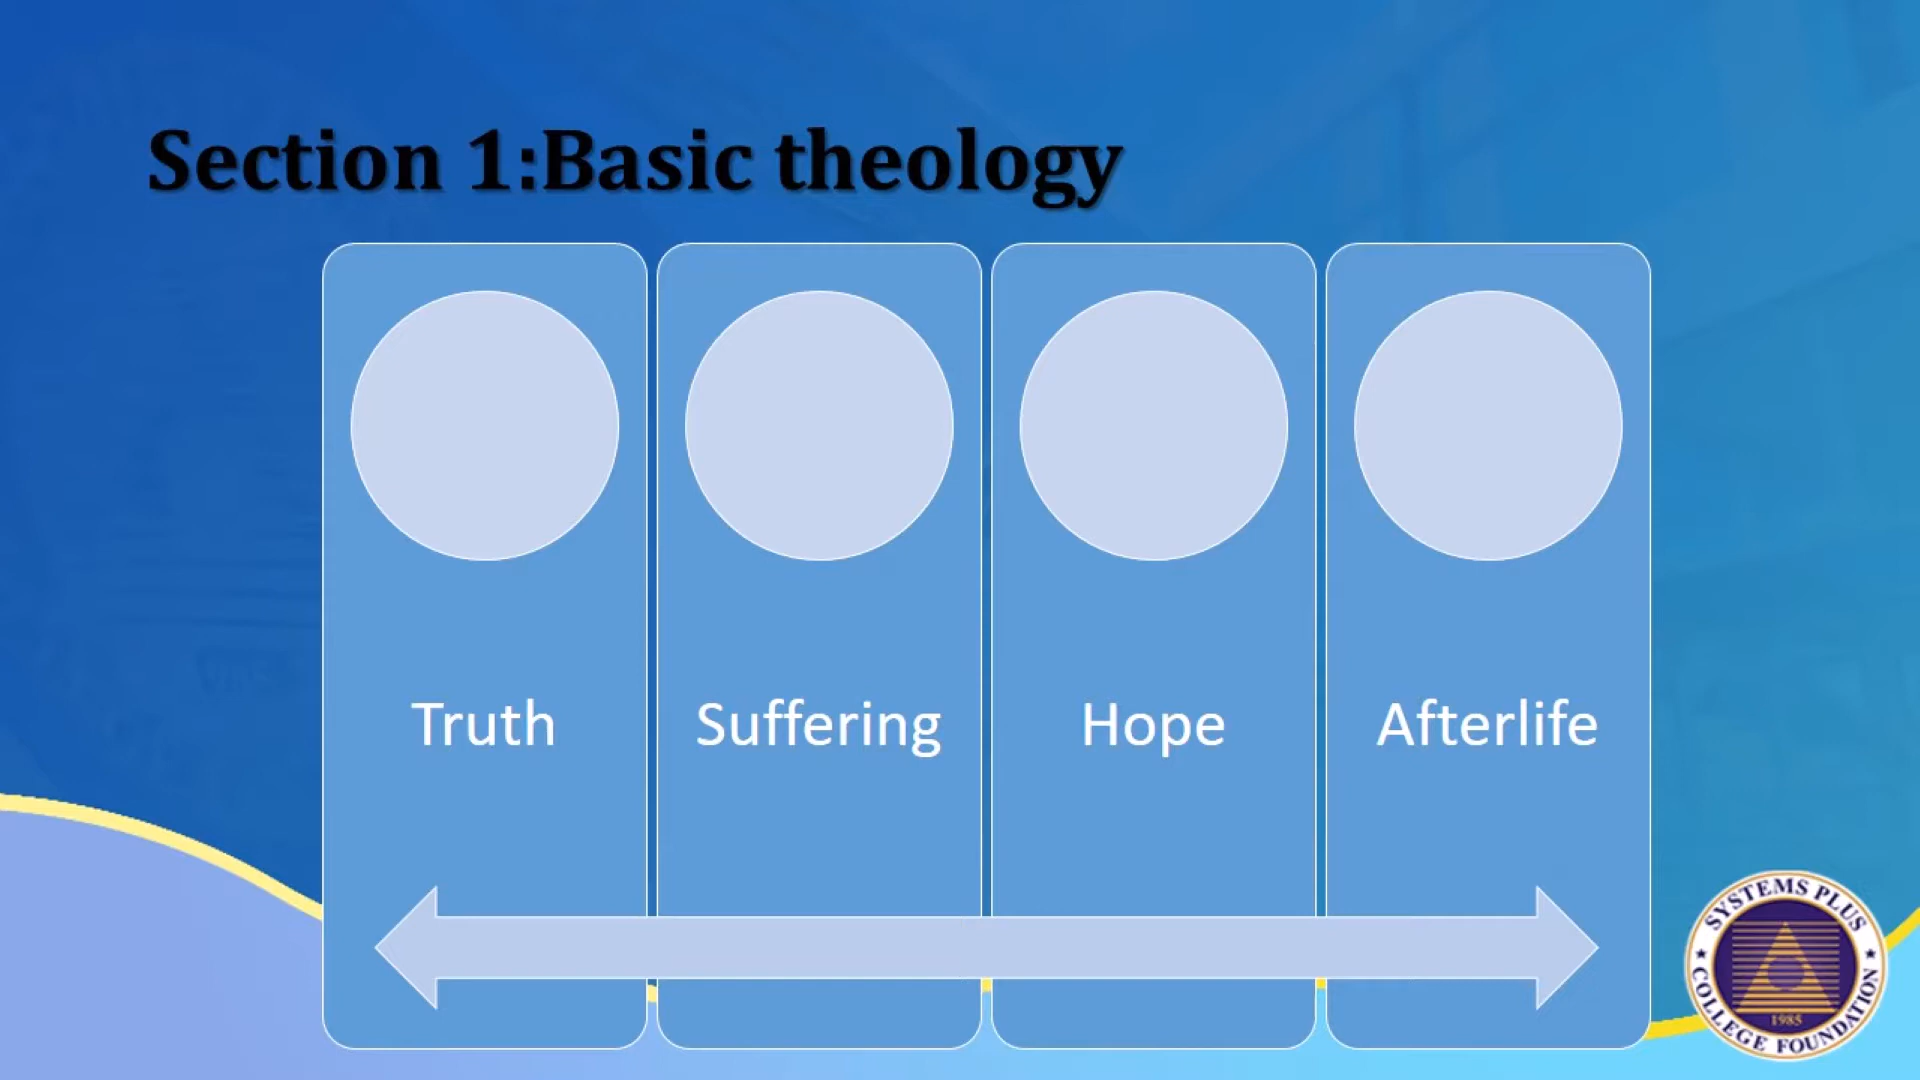 Section 1:Basic theology
Truth
Suffering
Hope
Afterlife
SYSTEMS PLUS
COLLEGE FOUNDATION
1985